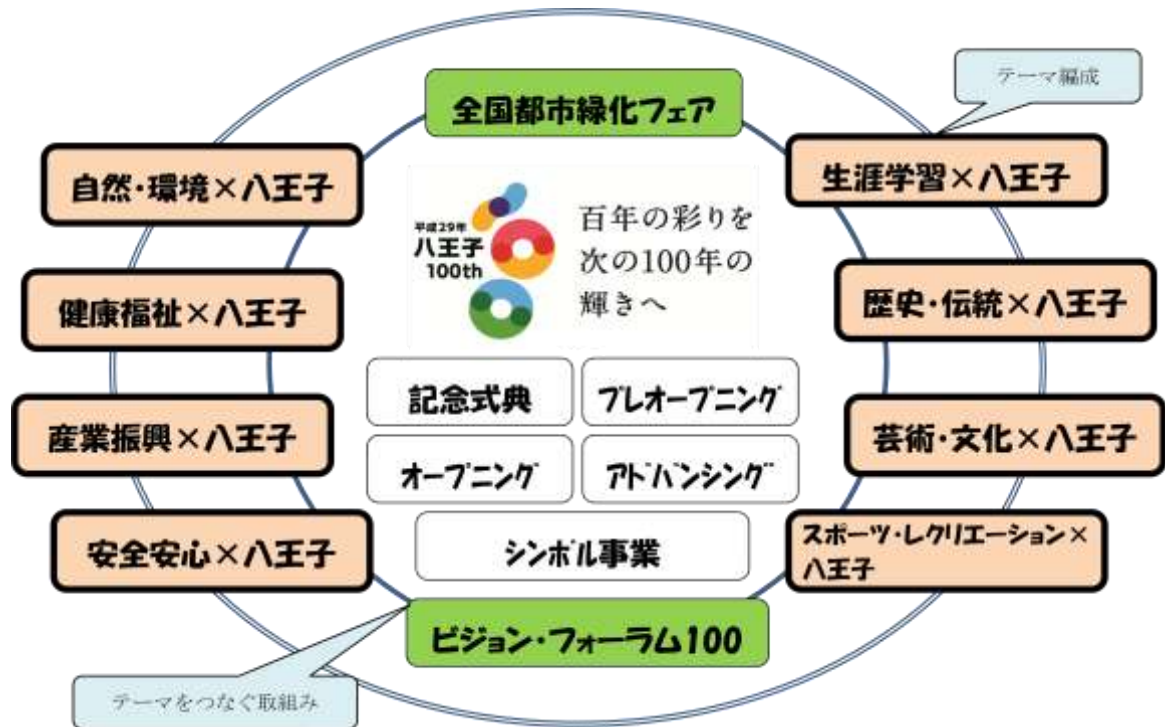 テーマ編成
全国都市緑化フェア
自然・環境×八王子
生涯学習×八王子
平成29年
八王子
100th
百年の彩りを
次の100年の
輝きへ
健康福祉×八王子
歴史・伝統×八王子
記念式典
プレオープニング
産業振興×八王子
芸術・文化×八王子
オープニング
アドバンシング
安全安心×八王子
シンボル事業
スポーツ・レクリエーション×
八王子
ビジョン・フォーラム100
テーマをつなぐ取組み